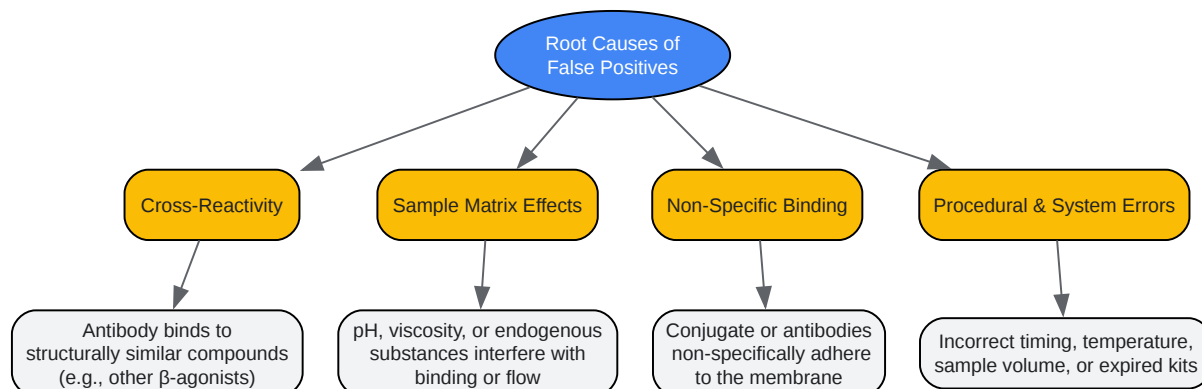 Root Causes of
False Positives
Cross-Reactivity
Sample Matrix Effects
Non-Specific Binding
Procedural & System Errors
Antibody binds to
structurally similar compounds
(e.g., other β-agonists)
pH, viscosity, or endogenous
substances interfere with
binding or flow
Conjugate or antibodies
non-specifically adhere
to the membrane
Incorrect timing, temperature,
sample volume, or expired kits